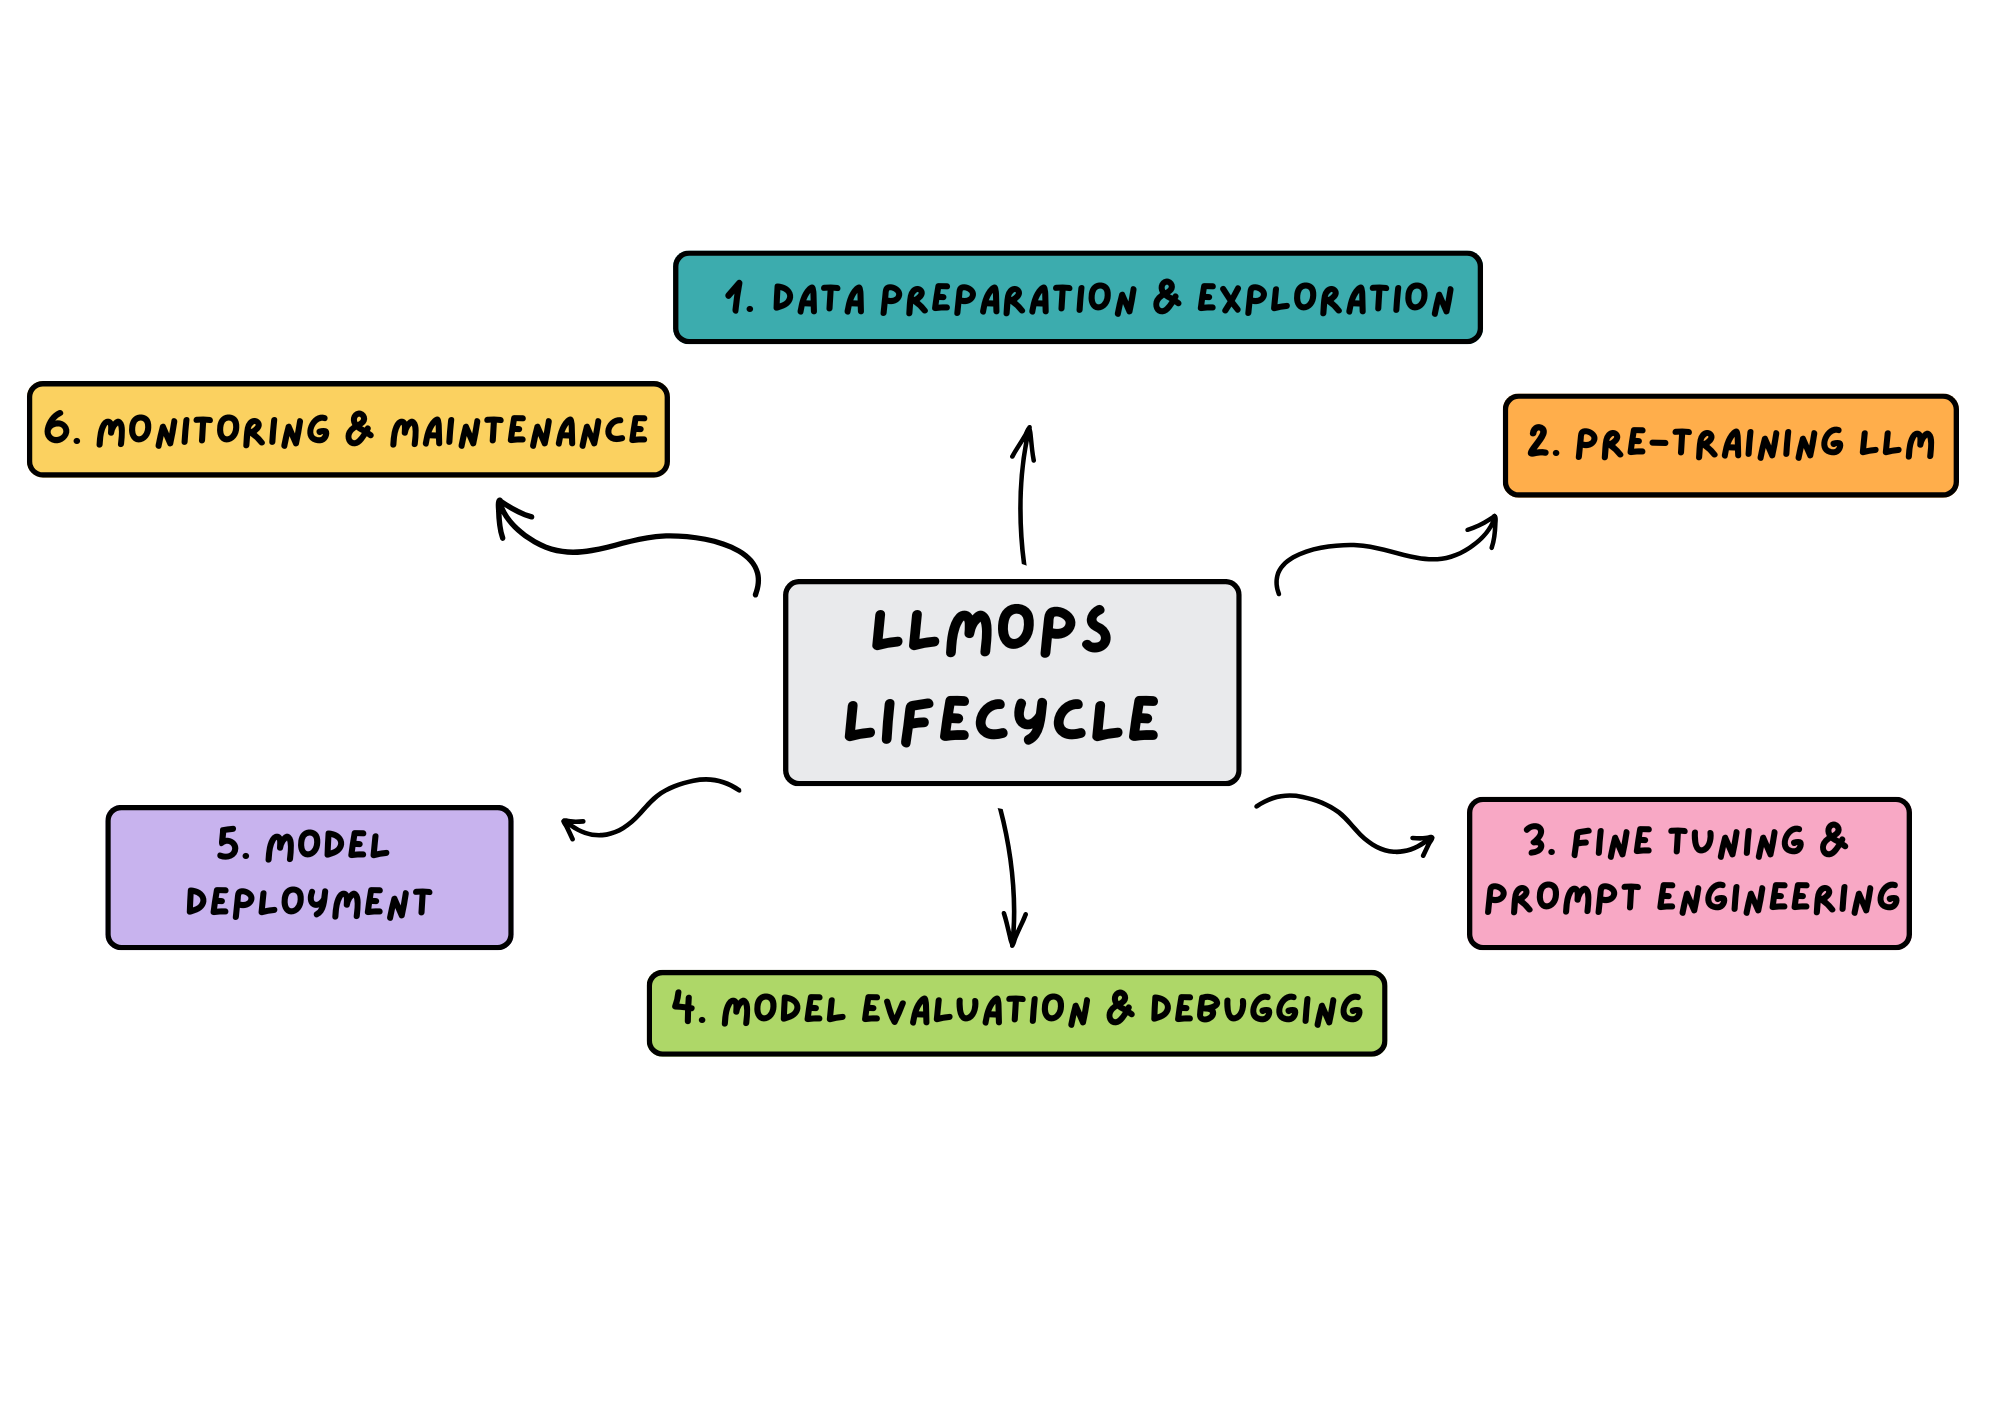 1. DATA PREPARATION & EXPLORATION
6. MONITORING & MAINTENANCE
2. PRE-TRAINING LLM
LLMOPS
LIFECYCLE
5. MODEL
DEPLOYMENT
3. FINE TUNING &
PROMPT ENGINEERING
4. MODEL EVALUATION & DEBUGGING